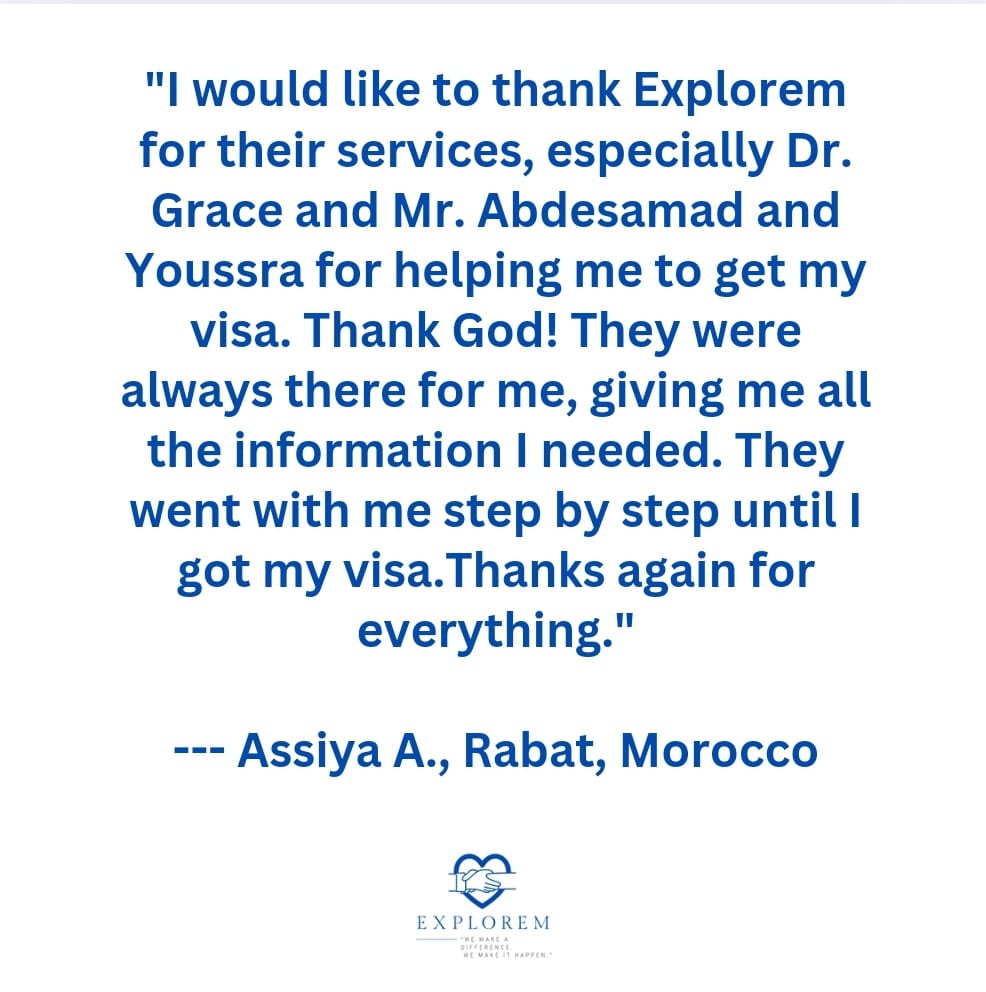 "I would like to thank Explorem
for their services, especially Dr.
Grace and Mr. Abdesamad and
Youssra for helping me to get my
visa. Thank God! They were
always there for me, giving me all
the information I needed. They
went with me step by step until I
got my visa.Thanks again for
everything."
--- Assiya A., Rabat, Morocco
EXPLOREM
"WE MAKE A
DIFFERENCE.
WE MAKE IT HAPPEN."